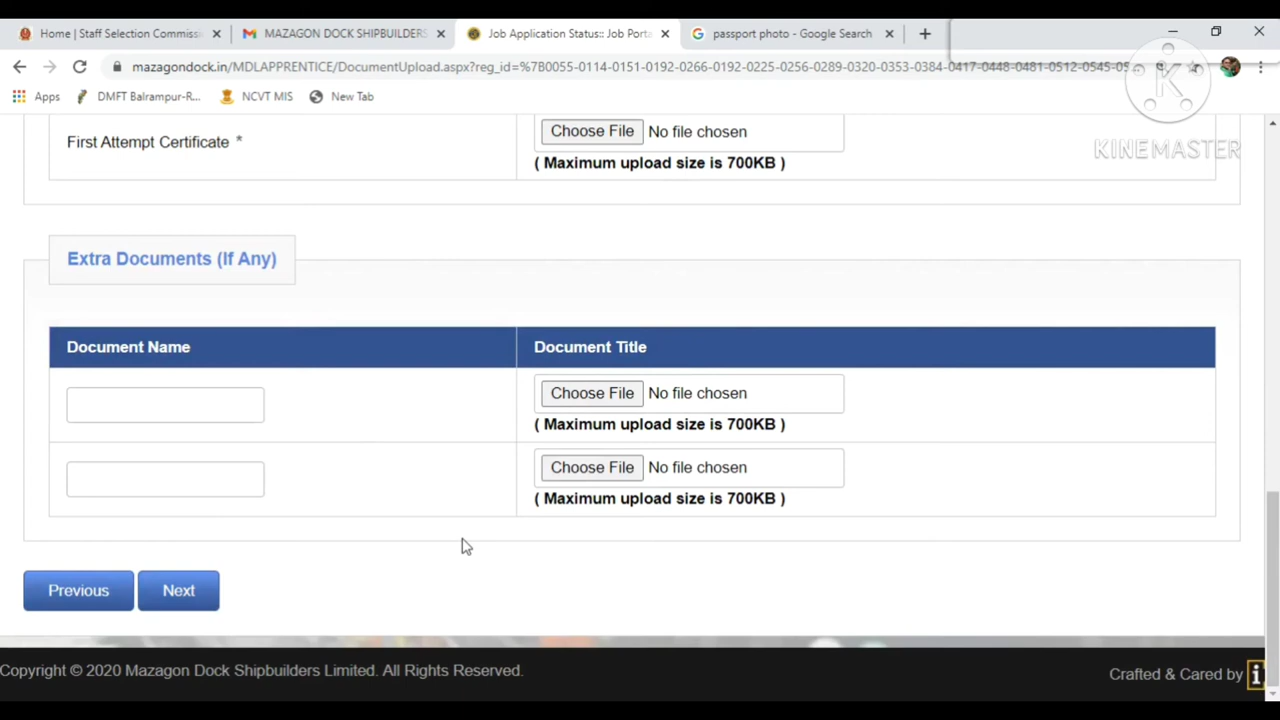 Home | Staff Selection Commissi
MAZAGON DOCK SHIPBUILDERS
Job Application Status:: Job Porta
passport photo - Google Search
mazagondock.in/MDLAPPRENTICE/DocumentUpload.aspx?reg_id=%7B0055-0114-0151-0192-0266-0192-0225-0256-0289-0320-0353-0384-0417-0448-0481-0512-0545-05...
Apps
DMFT Balrampur-R...
NCVT MIS
New Tab
KINEMASTER
First Attempt Certificate *
Choose File No file chosen
( Maximum upload size is 700KB )
Extra Documents (If Any)
Document Name
Document Title
Choose File No file chosen
( Maximum upload size is 700KB )
Choose File No file chosen
( Maximum upload size is 700KB )
Previous
Next
Copyright © 2020 Mazagon Dock Shipbuilders Limited. All Rights Reserved.
Crafted & Cared by